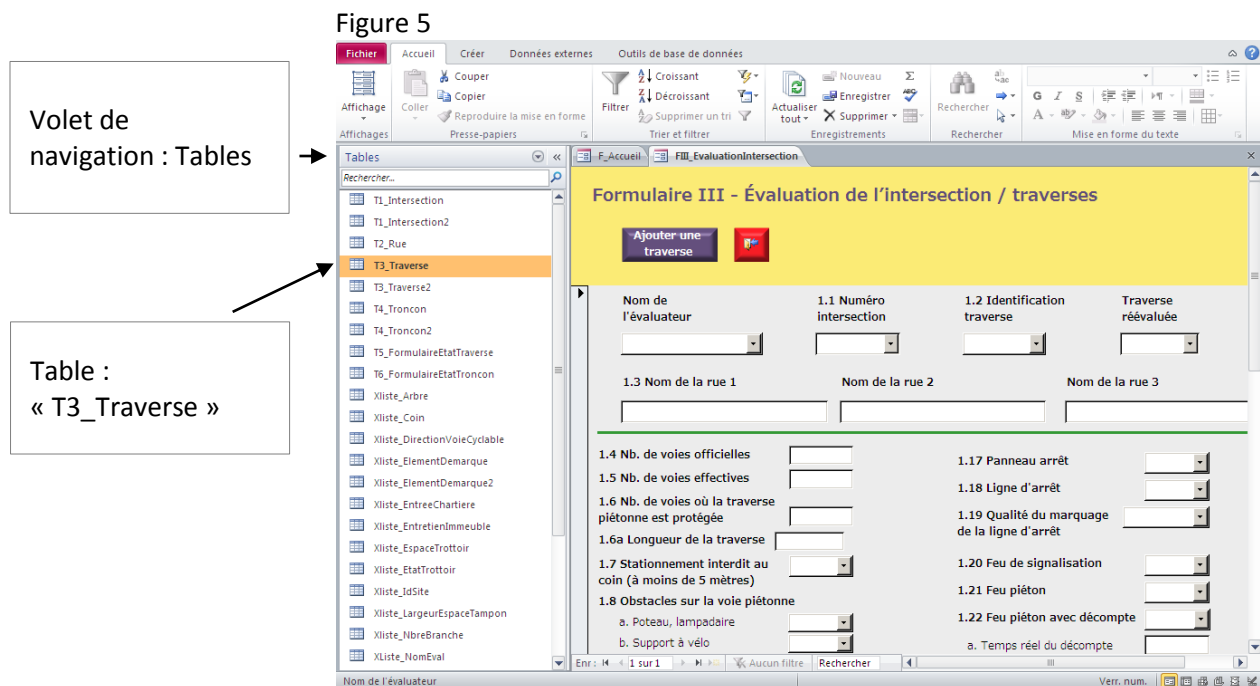 Figure 5
Volet de
navigation : Tables
Table :
« T3_Traverse »
Fichier Accueil Créer Données externes Outils de base de données
Affichage
Affichages
Coller
Couper
Copier
Reproduire la mise en forme
Presse-papiers
Filtrer
Croissant
Décroissant
Supprimer un tri
Trier et filtrer
Actualiser
tout
Nouveau
Enregistrer
Supprimer
Enregistrements
Rechercher
Rechercher
G I S
A
Mise en forme du texte
Tables
Rechercher...
T1_Intersection
T1_Intersection2
T2_Rue
T3_Traverse
T3_Traverse2
T4_Troncon
T4_Troncon2
T5_FormulaireEtatTraverse
T6_FormulaireEtatTroncon
Xliste_Arbre
Xliste_Coin
Xliste_DirectionVoieCyclable
Xliste_ElementDemarque
Xliste_ElementDemarque2
Xliste_EntreeChartiere
Xliste_EntretienImmeuble
Xliste_EspaceTrottoir
Xliste_EtatTrottoir
Xliste_IdSite
Xliste_LargeurEspaceTampon
Xliste_NbreBranche
XListe_NomEval
F_Accueil FIII_EvaluationIntersection
Formulaire III - Évaluation de l'intersection / traverses
Ajouter une
traverse
Nom de
l'évaluateur
1.1 Numéro
intersection
1.2 Identification
traverse
Traverse
réévaluée
1.3 Nom de la rue 1 Nom de la rue 2 Nom de la rue 3
1.4 Nb. de voies officielles
1.5 Nb. de voies effectives
1.6 Nb. de voies où la traverse
piétonne est protégée
1.6a Longueur de la traverse
1.7 Stationnement interdit au
coin (à moins de 5 mètres)
1.8 Obstacles sur la voie piétonne
a. Poteau, lampadaire
b. Support à vélo
1.17 Panneau arrêt
1.18 Ligne d'arrêt
1.19 Qualité du marquage
de la ligne d'arrêt
1.20 Feu de signalisation
1.21 Feu piéton
1.22 Feu piéton avec décompte
a. Temps réel du décompte
Enr : 1 sur 1 Aucun filtre Rechercher
Nom de l'évaluateur Verr. num.